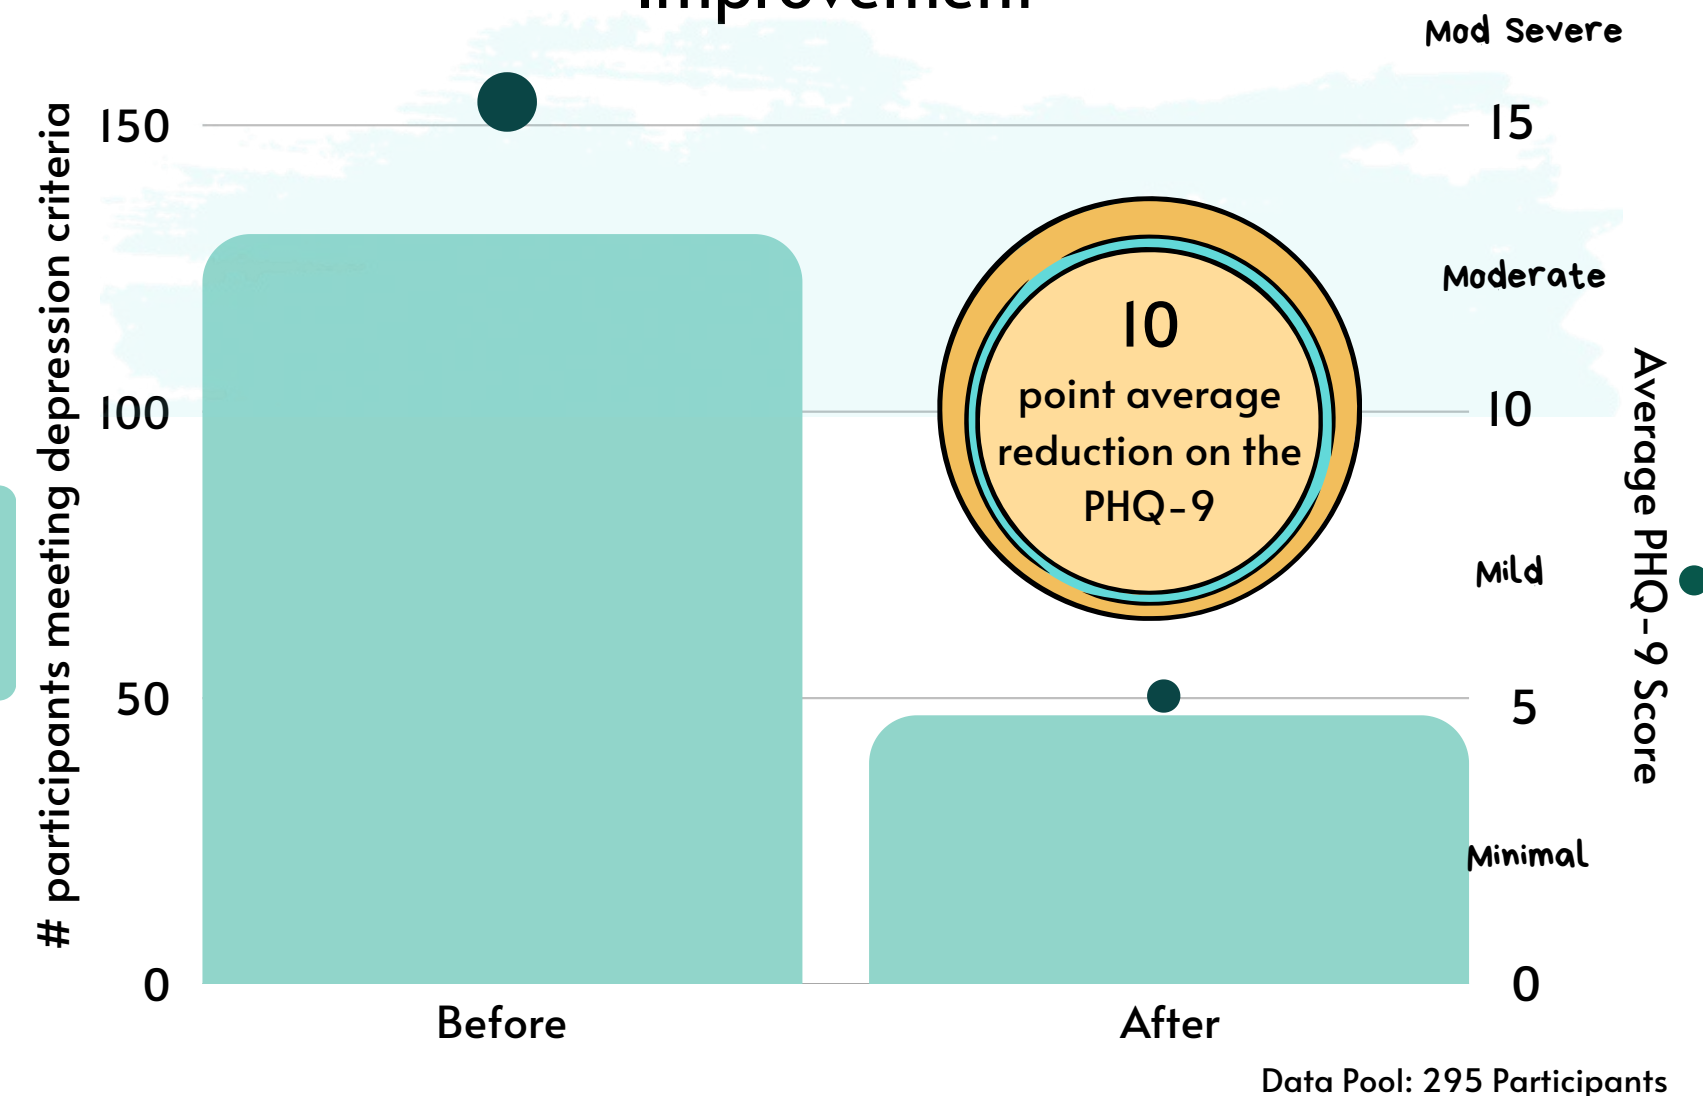 Improvement
Mod Severe
150
15
Moderate
100
10
10
point average
reduction on the
PHQ-9
Mild
50
5
Minimal
0
0
# participants meeting depression criteria
Average PHQ-9 Score
Before
After
Data Pool: 295 Participants